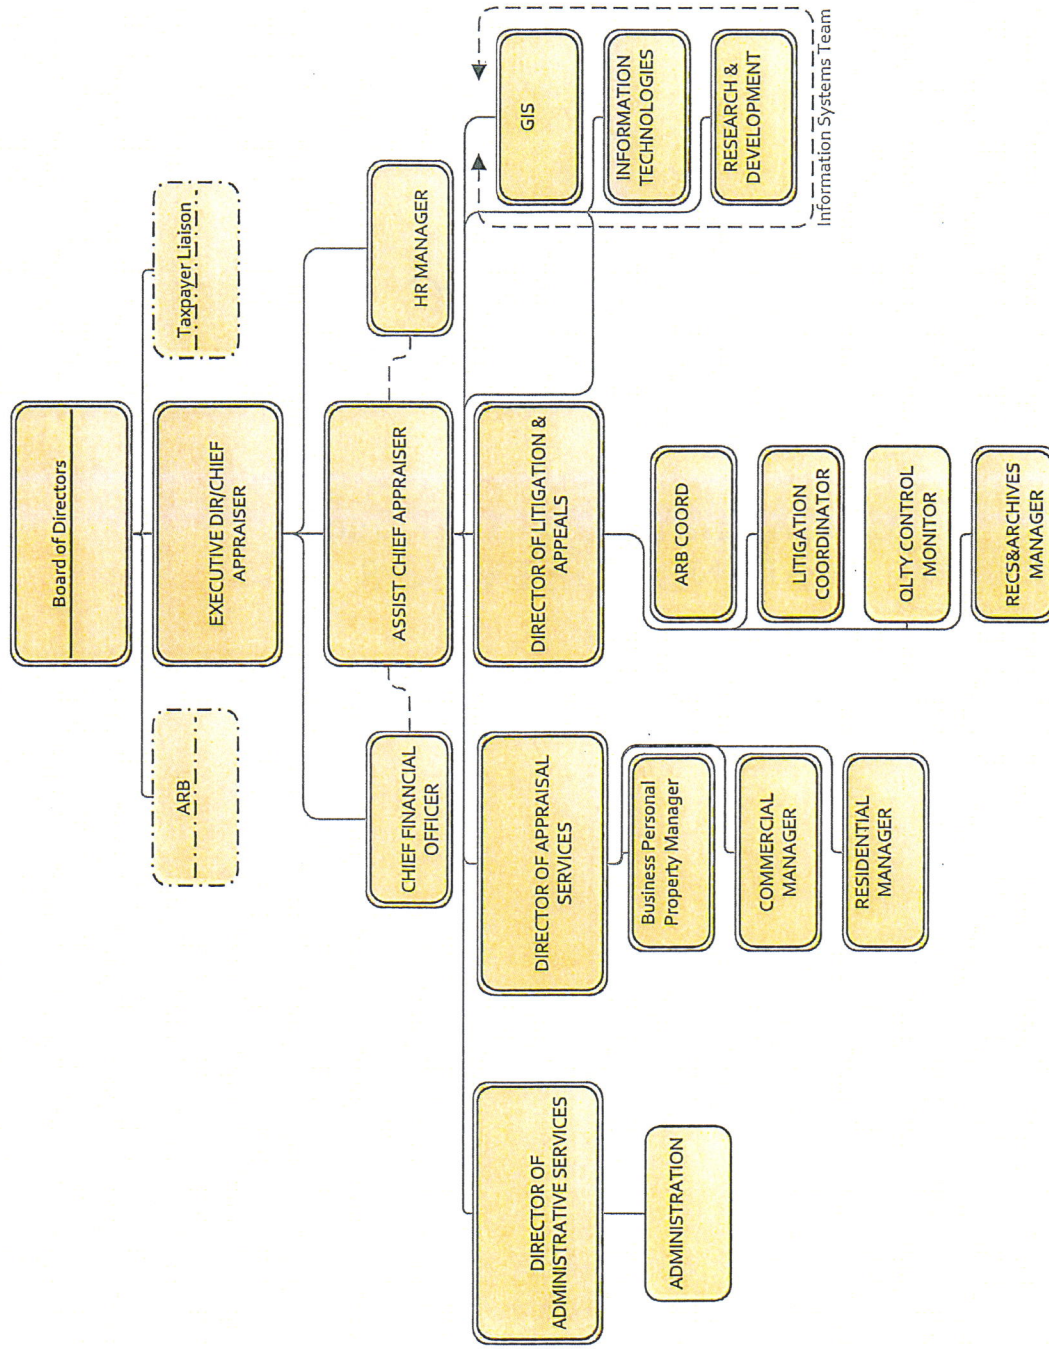 Board of Directors
ARB
Taxpayer Liaison
EXECUTIVE DIR/CHIEF
APPRAISER
CHIEF FINANCIAL
OFFICER
ASSIST CHIEF APPRAISER
HR MANAGER
DIRECTOR OF
ADMINISTRATIVE SERVICES
ADMINISTRATION
DIRECTOR OF APPRAISAL
SERVICES
Business Personal
Property Manager
COMMERCIAL
MANAGER
RESIDENTIAL
MANAGER
DIRECTOR OF LITIGATION &
APPEALS
ARB COORD
LITIGATION
COORDINATOR
QLTY CONTROL
MONITOR
RECS&ARCHIVES
MANAGER
GIS
INFORMATION
TECHNOLOGIES
RESEARCH &
DEVELOPMENT
Information Systems Team